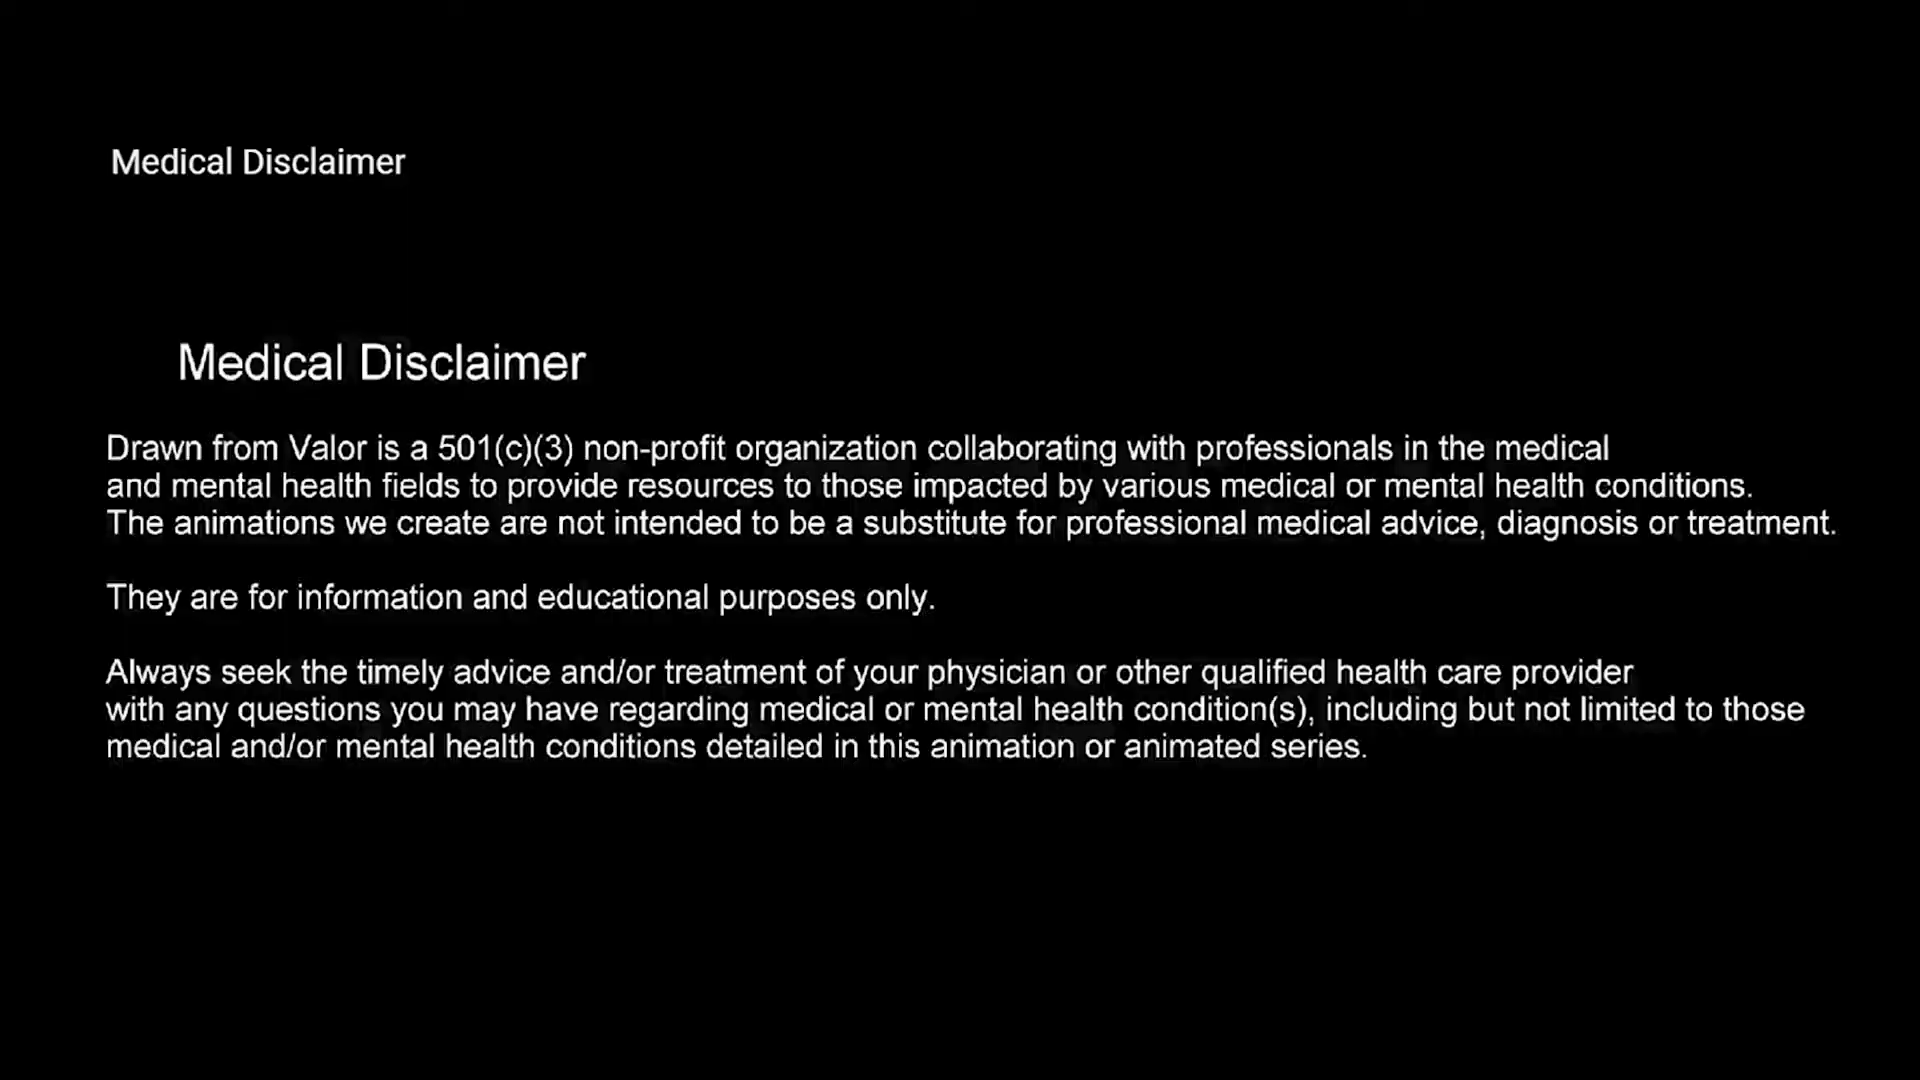 Medical Disclaimer
Medical Disclaimer
Drawn from Valor is a 501(c)(3) non-profit organization collaborating with professionals in the medical
and mental health fields to provide resources to those impacted by various medical or mental health conditions.
The animations we create are not intended to be a substitute for professional medical advice, diagnosis or treatment.
They are for information and educational purposes only.
Always seek the timely advice and/or treatment of your physician or other qualified health care provider
with any questions you may have regarding medical or mental health condition(s), including but not limited to those
medical and/or mental health conditions detailed in this animation or animated series.